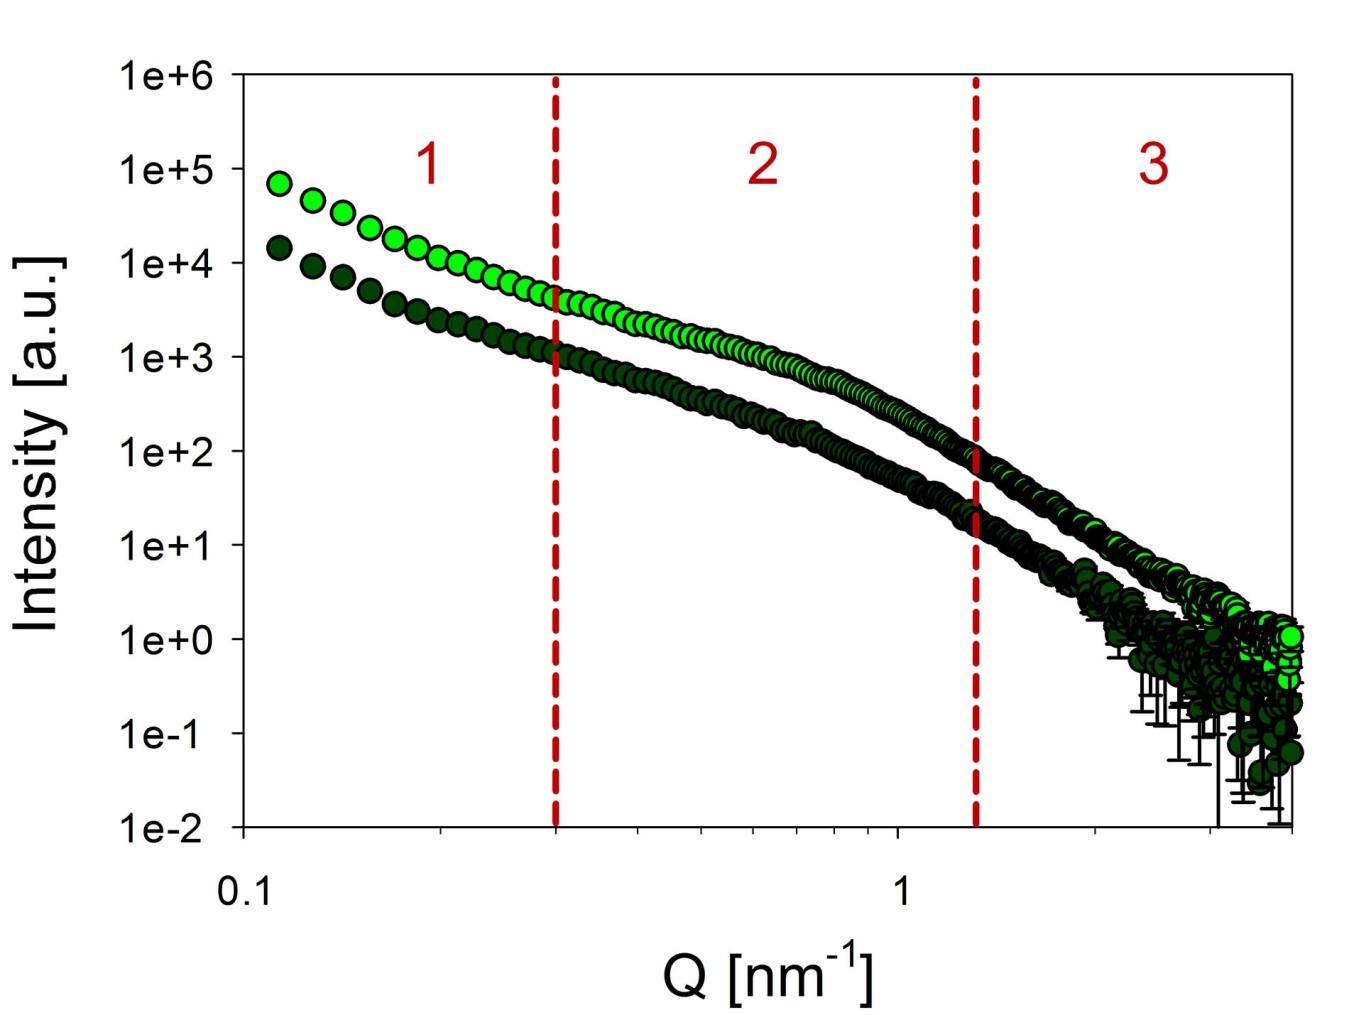 1e+6
1e+5
1e+4
1e+3
1e+2
1e+1
1e+0
1e-1
1e-2
Intensity [a.u.]
1 2 3
0.1 1
Q [nm⁻¹]